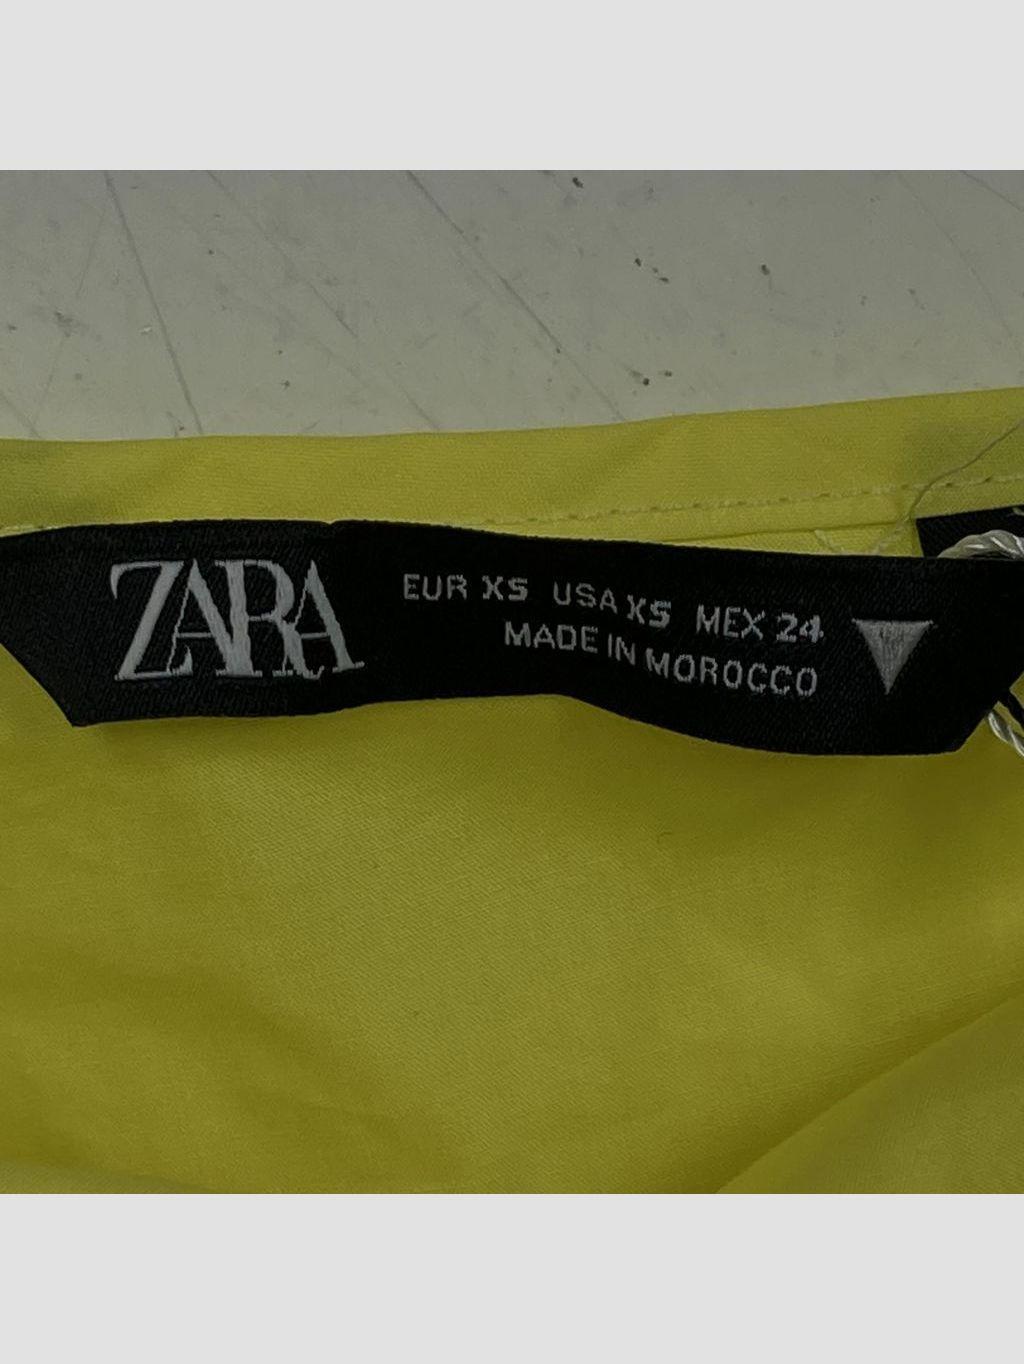 ZARA
EUR XS USA XS MEX 24
MADE IN MOROCCO